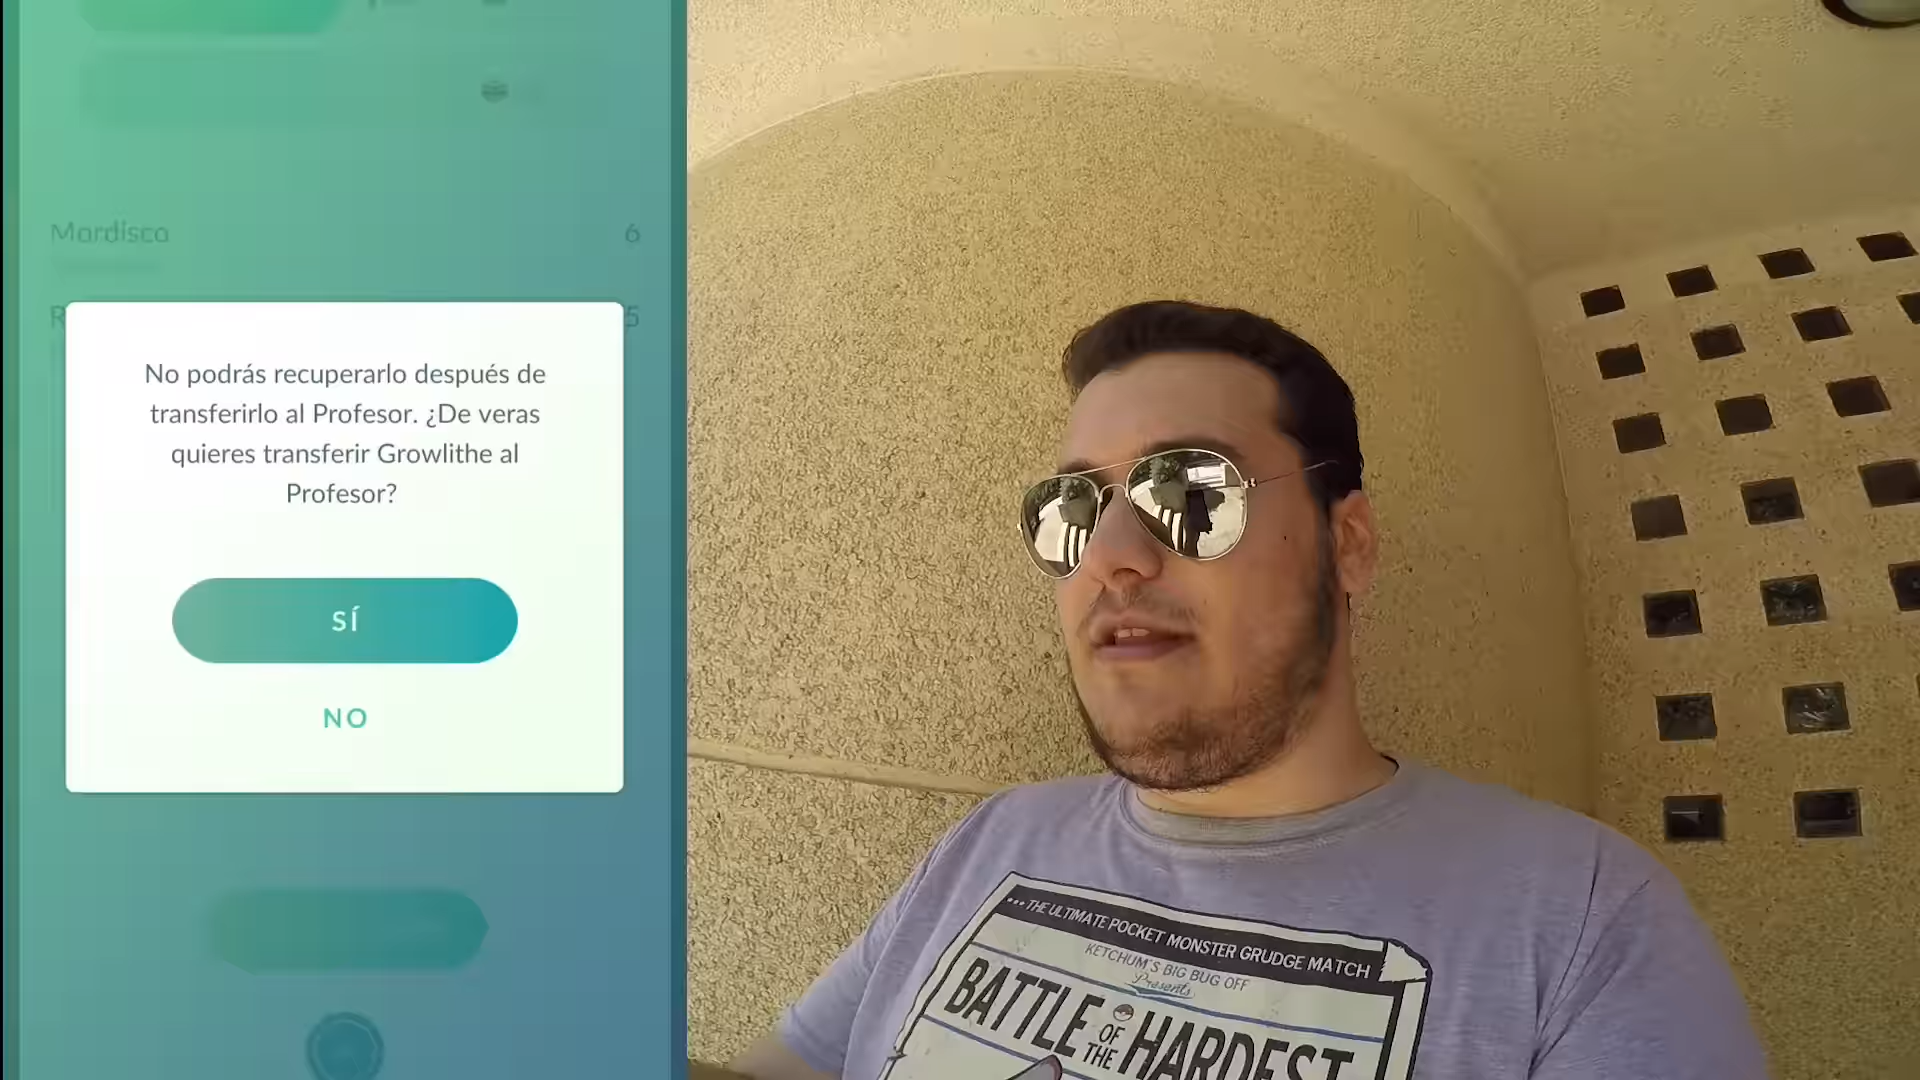 Mordisco
6
R
5
No podrás recuperarlo después de
transferirlo al Profesor. ¿De veras
quieres transferir Growlithe al
Profesor?
SÍ
NO
THE ULTIMATE POCKET MONSTER GRUDGE MATCH
KETCHUM'S BIG BUG OFF
Presents
BATTLE OF THE HARDEST